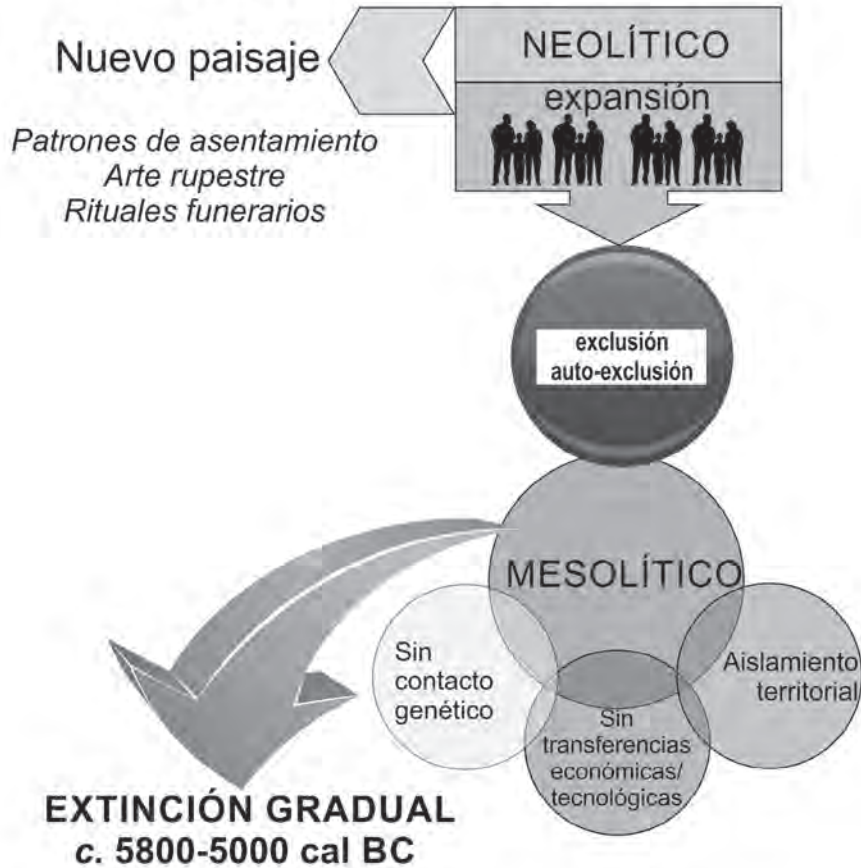 Nuevo paisaje
Patrones de asentamiento
Arte rupestre
Rituales funerarios
NEOLÍTICO
expansión
exclusión
auto-exclusión
MESOLÍTICO
Sin
contacto
genético
Sin
transferencias
económicas/
tecnológicas
Aislamiento
territorial
EXTINCIÓN GRADUAL
c. 5800-5000 cal BC